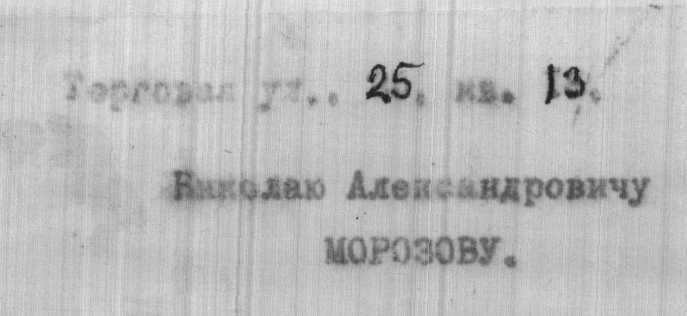 Торговая ул.. 25. кв. 13.
Николаю Александровичу
МОРОЗОВУ.